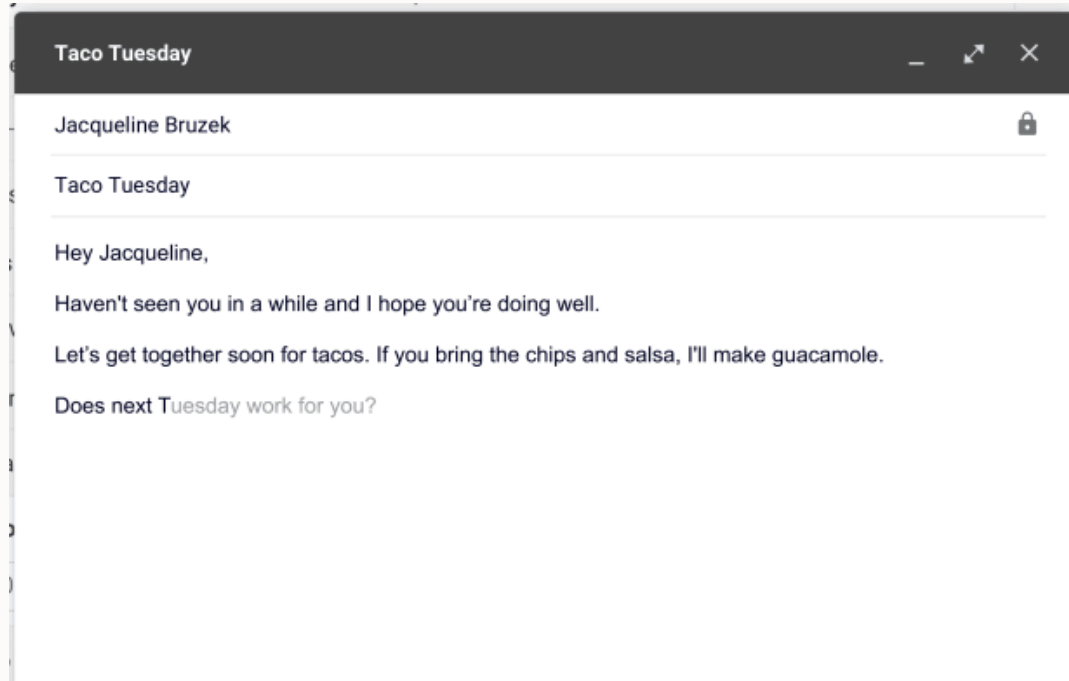 Taco Tuesday
Jacqueline Bruzek
Taco Tuesday
Hey Jacqueline,
Haven't seen you in a while and I hope you're doing well.
Let's get together soon for tacos. If you bring the chips and salsa, I'll make guacamole.
Does next Tuesday work for you?